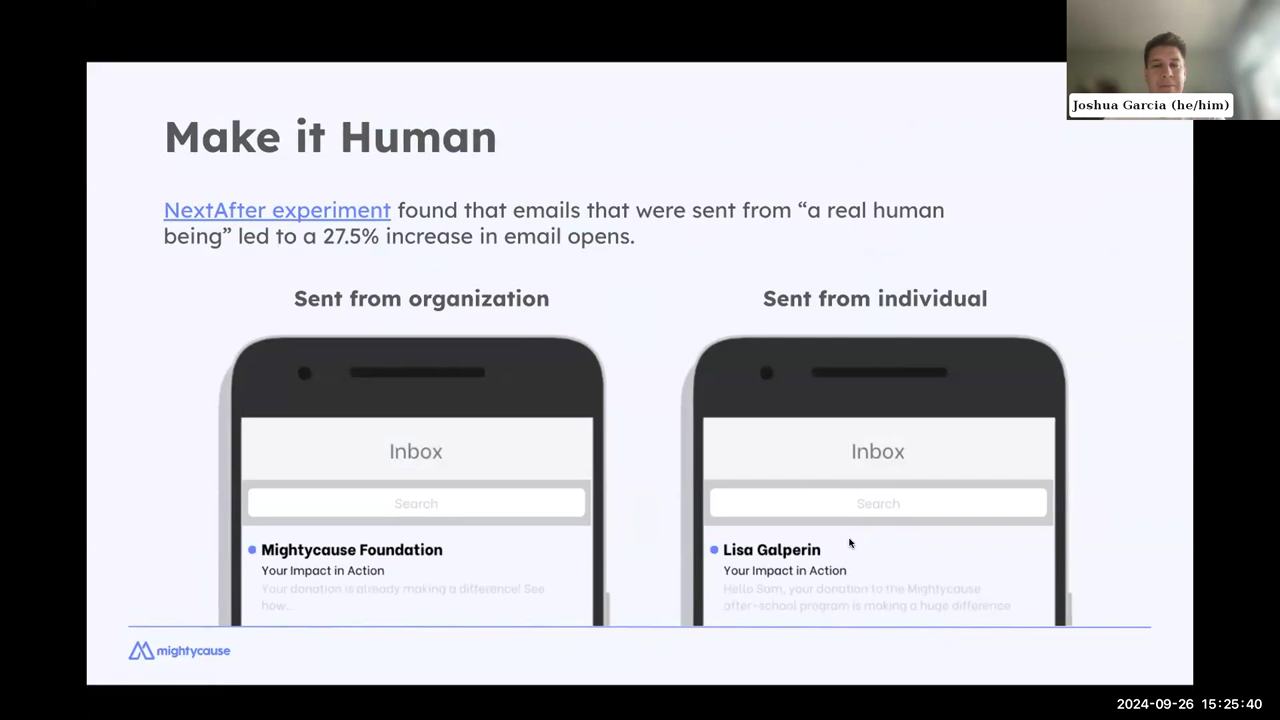 Joshua Garcia (he/him)
Make it Human
NextAfter experiment found that emails that were sent from “a real human
being” led to a 27.5% increase in email opens.
Sent from organization
Inbox
Search
Mightycause Foundation
Your Impact in Action
Your donation is already making a difference! See
how...
Sent from individual
Inbox
Search
Lisa Galperin
Your Impact in Action
Hello Sam, your donation to the Mightycause
after-school program is making a huge difference
mightycause
2024-09-26 15:25:40